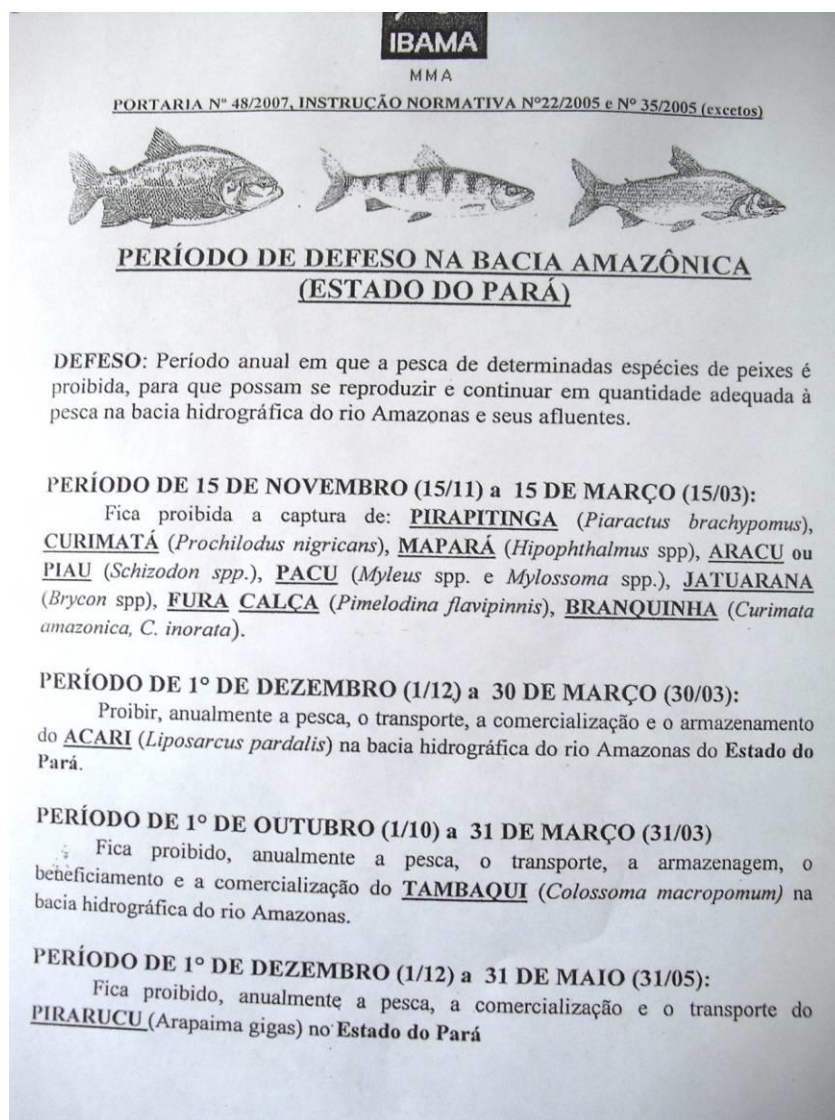 IBAMA
MMA
PORTARIA Nº 48/2007, INSTRUÇÃO NORMATIVA Nº22/2005 e Nº 35/2005 (excetos)
PERÍODO DE DEFESO NA BACIA AMAZÔNICA
(ESTADO DO PARÁ)
DEFESO: Período anual em que a pesca de determinadas espécies de peixes é
proibida, para que possam se reproduzir e continuar em quantidade adequada à
pesca na bacia hidrográfica do rio Amazonas e seus afluentes.
PERÍODO DE 15 DE NOVEMBRO (15/11) a 15 DE MARÇO (15/03):
Fica proibida a captura de: PIRAPITINGA (Piaractus brachypomus),
CURIMATÁ (Prochilodus nigricans), MAPARÁ (Hipophthalmus spp), ARACU ou
PIAU (Schizodon spp.), PACU (Myleus spp. e Mylossoma spp.), JATUARANA
(Brycon spp), FURA CALÇA (Pimelodina flavipinnis), BRANQUINHA (Curimata
amazonica, C. inorata).
PERÍODO DE 1º DE DEZEMBRO (1/12) a 30 DE MARÇO (30/03):
Proibir, anualmente a pesca, o transporte, a comercialização e o armazenamento
do ACARI (Liposarcus pardalis) na bacia hidrográfica do rio Amazonas do Estado do
Pará.
PERÍODO DE 1º DE OUTUBRO (1/10) a 31 DE MARÇO (31/03)
Fica proibido, anualmente a pesca, o transporte, a armazenagem, o
beneficiamento e a comercialização do TAMBAQUI (Colossoma macropomum) na
bacia hidrográfica do rio Amazonas.
PERÍODO DE 1º DE DEZEMBRO (1/12) a 31 DE MAIO (31/05):
Fica proibido, anualmente a pesca, a comercialização e o transporte do
PIRARUCU (Arapaima gigas) no Estado do Pará